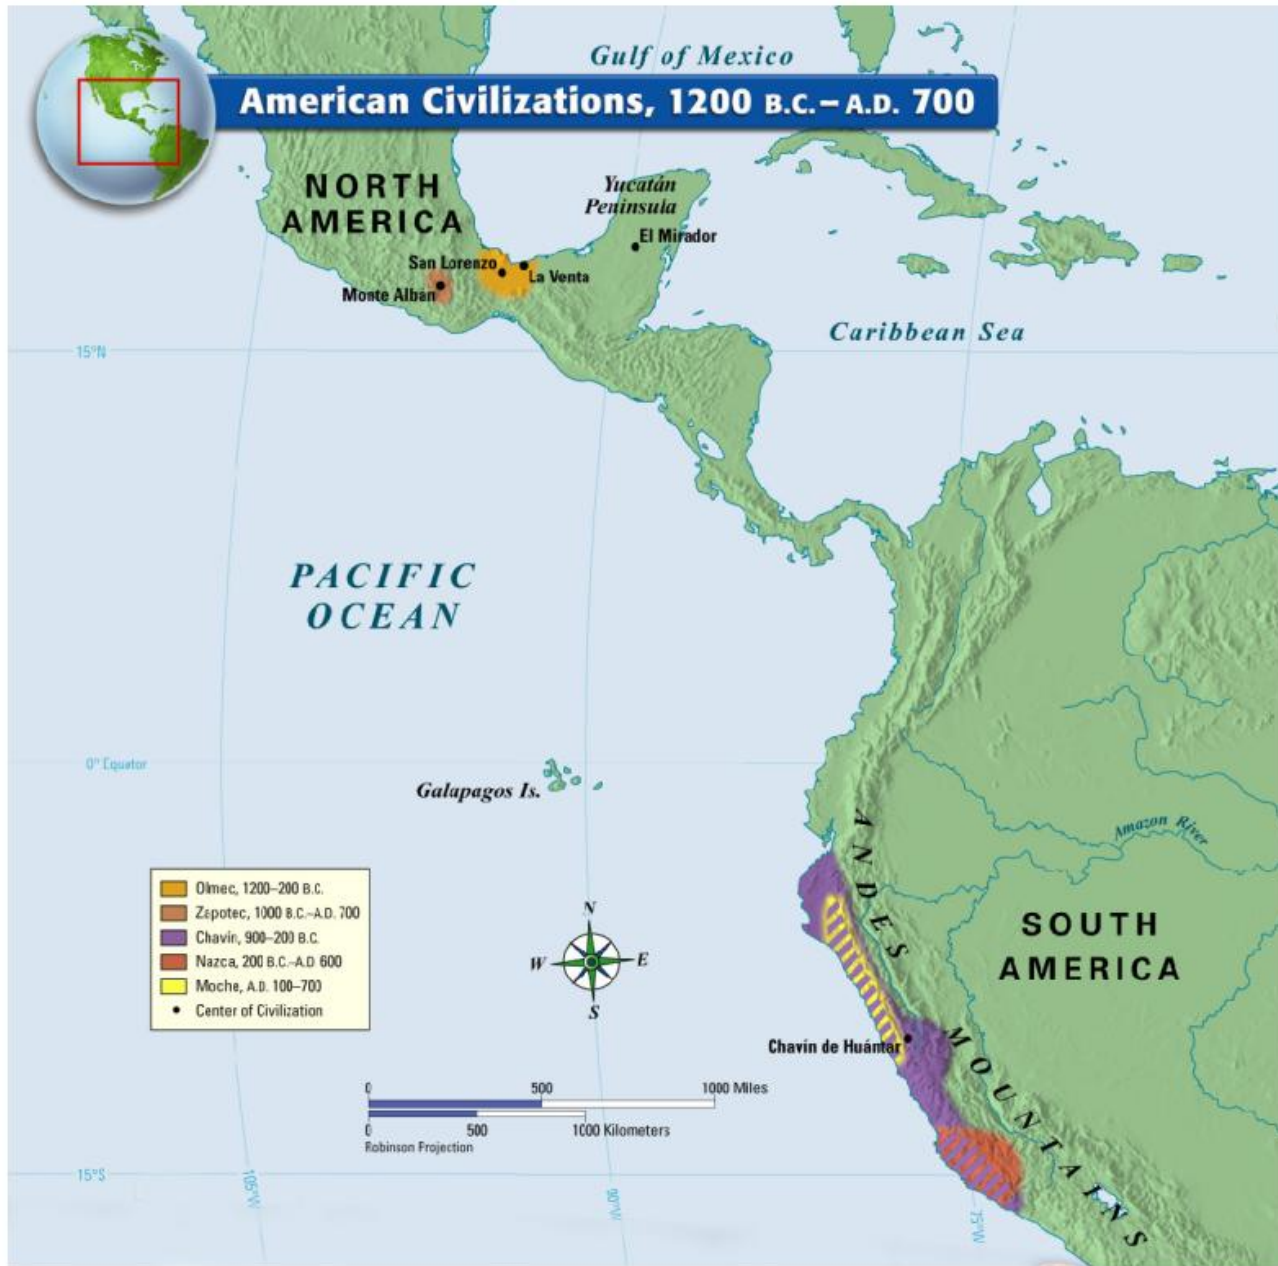 Gulf of Mexico
American Civilizations, 1200 B.C.–A.D. 700
NORTH
AMERICA
Yucatán
Peninsula
El Mirador
San Lorenzo
La Venta
Monte Albán
Caribbean Sea
15°N
PACIFIC
OCEAN
0° Equator
Galapagos Is.
Amazon River
ANDES MOUNTAINS
SOUTH
AMERICA
Olmec, 1200–200 B.C.
Zapotec, 1000 B.C.–A.D. 700
Chavín, 900–200 B.C.
Nazca, 200 B.C.–A.D 600
Moche, A.D. 100–700
Center of Civilization
N
W E
S
Chavín de Huántar
0 500 1000 Miles
0 500 1000 Kilometers
Robinson Projection
15°S
105°W
90°W
75°W